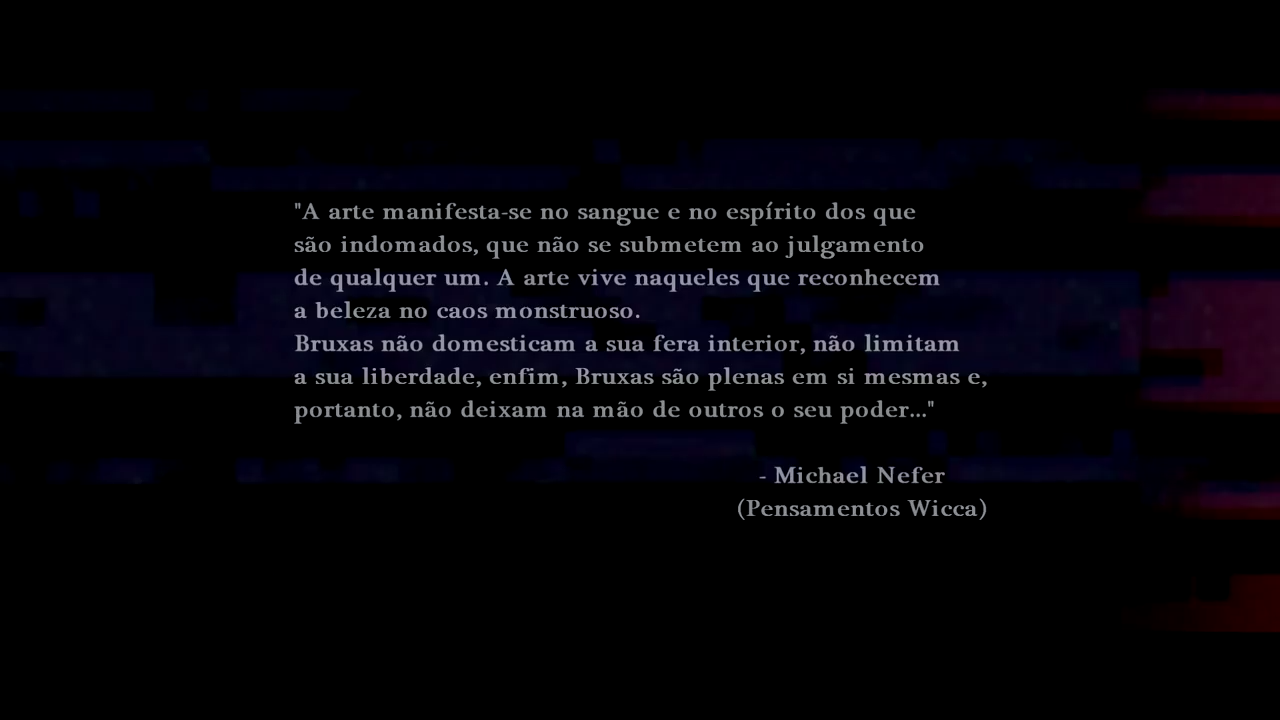 "A arte manifesta-se no sangue e no espírito dos que
são indomados, que não se submetem ao julgamento
de qualquer um. A arte vive naqueles que reconhecem
a beleza no caos monstruoso.
Bruxas não domesticam a sua fera interior, não limitam
a sua liberdade, enfim, Bruxas são plenas em si mesmas e,
portanto, não deixam na mão de outros o seu poder..."
- Michael Nefer
(Pensamentos Wicca)